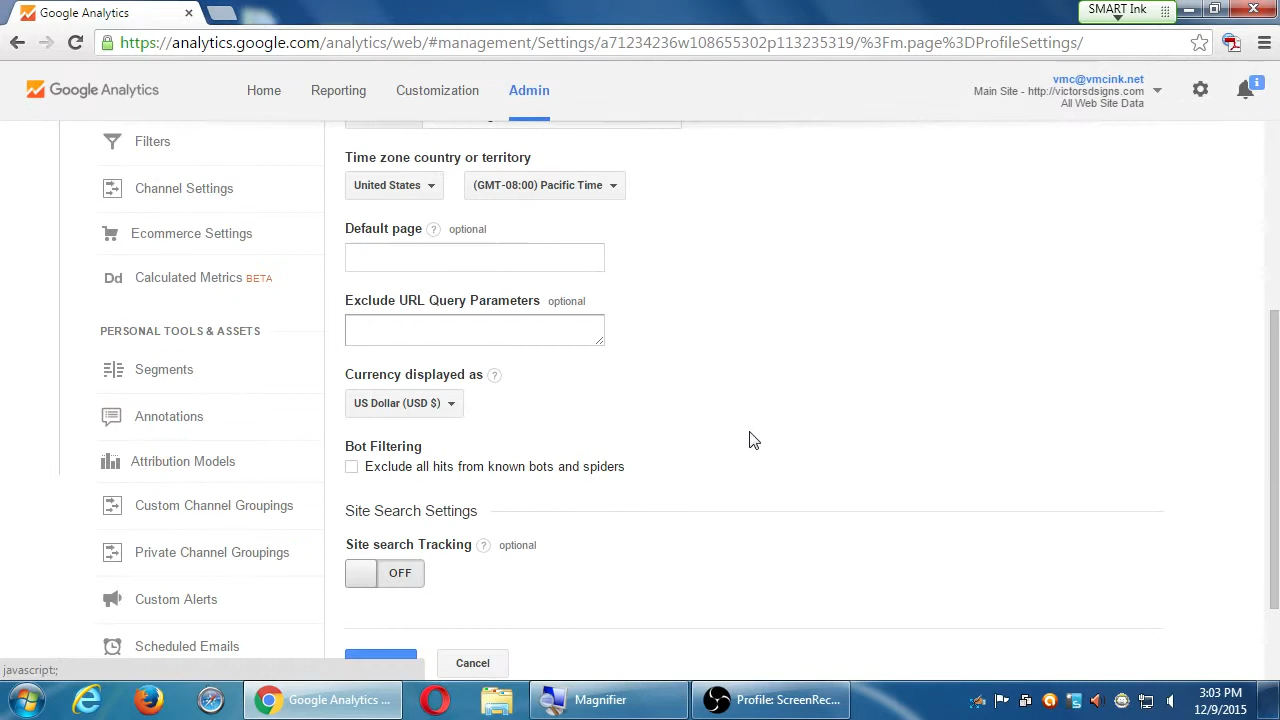 Google Analytics
SMART Ink
https://analytics.google.com/analytics/web/#management/Settings/a71234236w108655302p113235319/%3Fm.page%3DProfileSettings/
Google Analytics
Home
Reporting
Customization
Admin
vmc@vmcink.net
Main Site - http://victorsdsigns.com
All Web Site Data
Filters
Channel Settings
Ecommerce Settings
Dd Calculated Metrics BETA
PERSONAL TOOLS & ASSETS
Segments
Annotations
Attribution Models
Custom Channel Groupings
Private Channel Groupings
Custom Alerts
Scheduled Emails
Time zone country or territory
United States
(GMT-08:00) Pacific Time
Default page ? optional
Exclude URL Query Parameters optional
Currency displayed as ?
US Dollar (USD $)
Bot Filtering
Exclude all hits from known bots and spiders
Site Search Settings
Site search Tracking ? optional
OFF
Cancel
javascript:;
Google Analytics ...
Magnifier
Profile: ScreenRec...
3:03 PM
12/9/2015